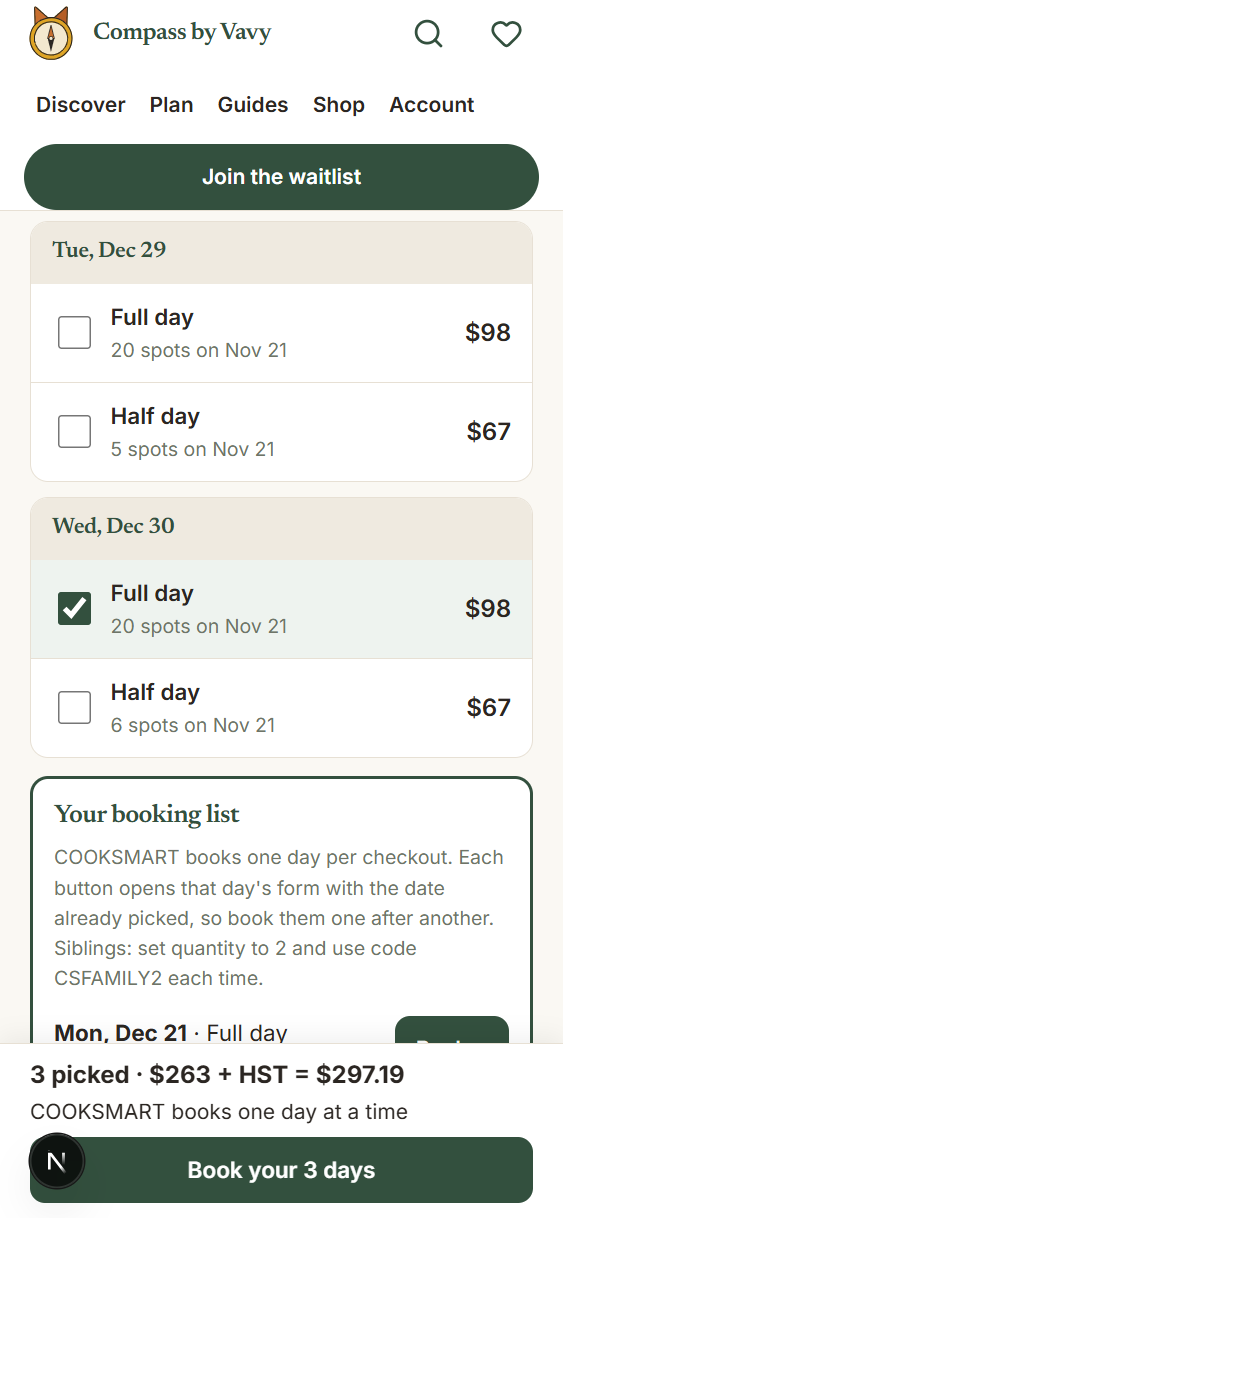 Compass by Vavy
Discover Plan Guides Shop Account
Join the waitlist
Tue, Dec 29
Full day
20 spots on Nov 21
$98
Half day
5 spots on Nov 21
$67
Wed, Dec 30
Full day
20 spots on Nov 21
$98
Half day
6 spots on Nov 21
$67
Your booking list
COOKSMART books one day per checkout. Each
button opens that day's form with the date
already picked, so book them one after another.
Siblings: set quantity to 2 and use code
CSFAMILY2 each time.
Mon, Dec 21 · Full day
3 picked · $263 + HST = $297.19
COOKSMART books one day at a time
N
Book your 3 days